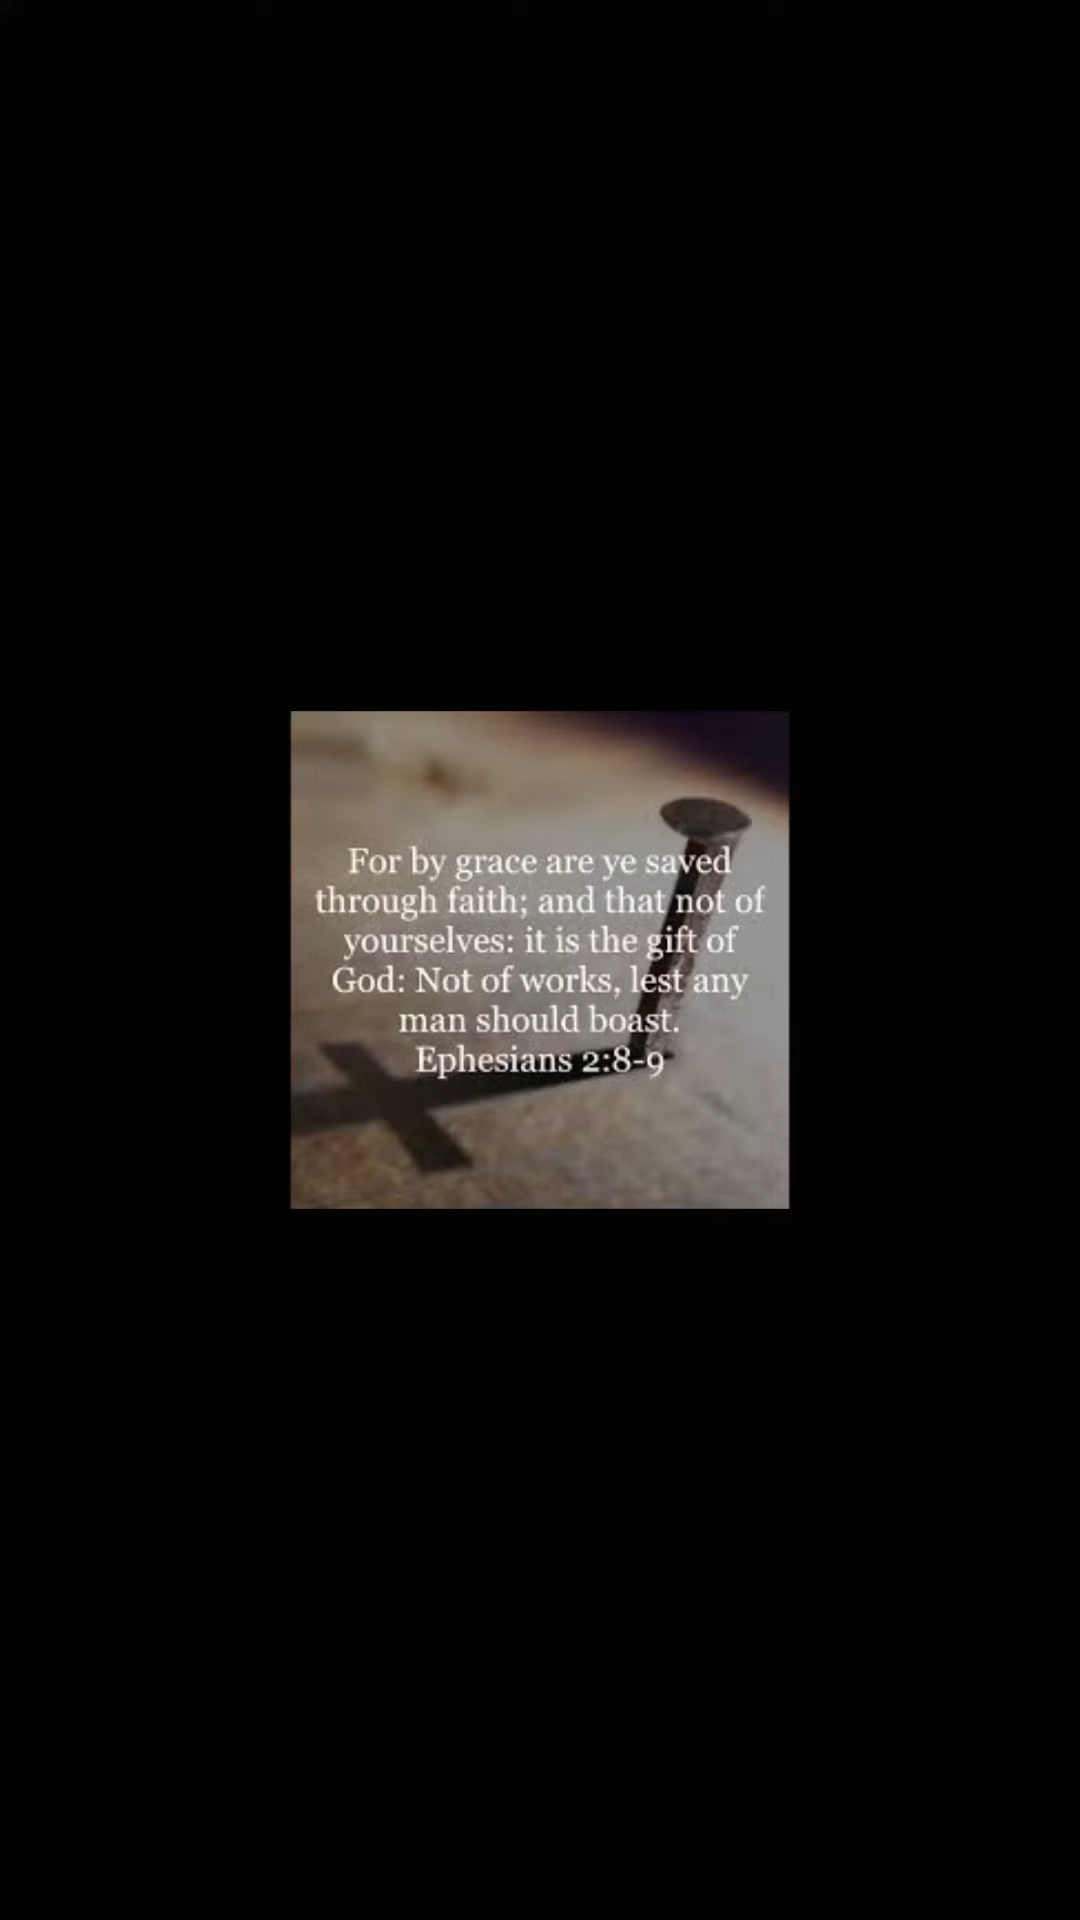 For by grace are ye saved
through faith; and that not of
yourselves: it is the gift of
God: Not of works, lest any
man should boast.
Ephesians 2:8-9